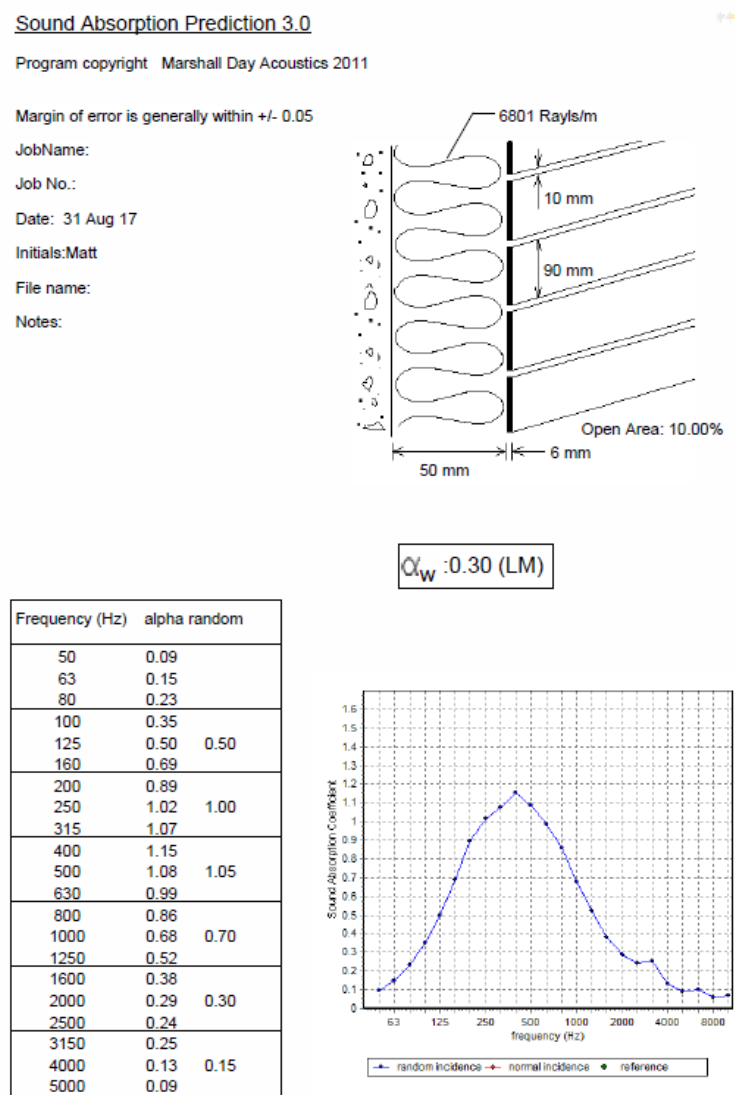 Sound Absorption Prediction 3.0
Program copyright Marshall Day Acoustics 2011
Margin of error is generally within +/- 0.05
JobName:
Job No.:
Date: 31 Aug 17
Initials:Matt
File name:
Notes:
6801 Rayls/m
10 mm
90 mm
Open Area: 10.00%
6 mm
50 mm
αw :0.30 (LM)
Frequency (Hz) alpha random
50 0.09
63 0.15
80 0.23
100 0.35
125 0.50 0.50
160 0.69
200 0.89
250 1.02 1.00
315 1.07
400 1.15
500 1.08 1.05
630 0.99
800 0.86
1000 0.68 0.70
1250 0.52
1600 0.38
2000 0.29 0.30
2500 0.24
3150 0.25
4000 0.13 0.15
5000 0.09
Sound Absorption Coefficient
1.6
1.5
1.4
1.3
1.2
1.1
1
0.9
0.8
0.7
0.6
0.5
0.4
0.3
0.2
0.1
0
63 125 250 500 1000 2000 4000 8000
frequency (Hz)
random incidence normal incidence reference